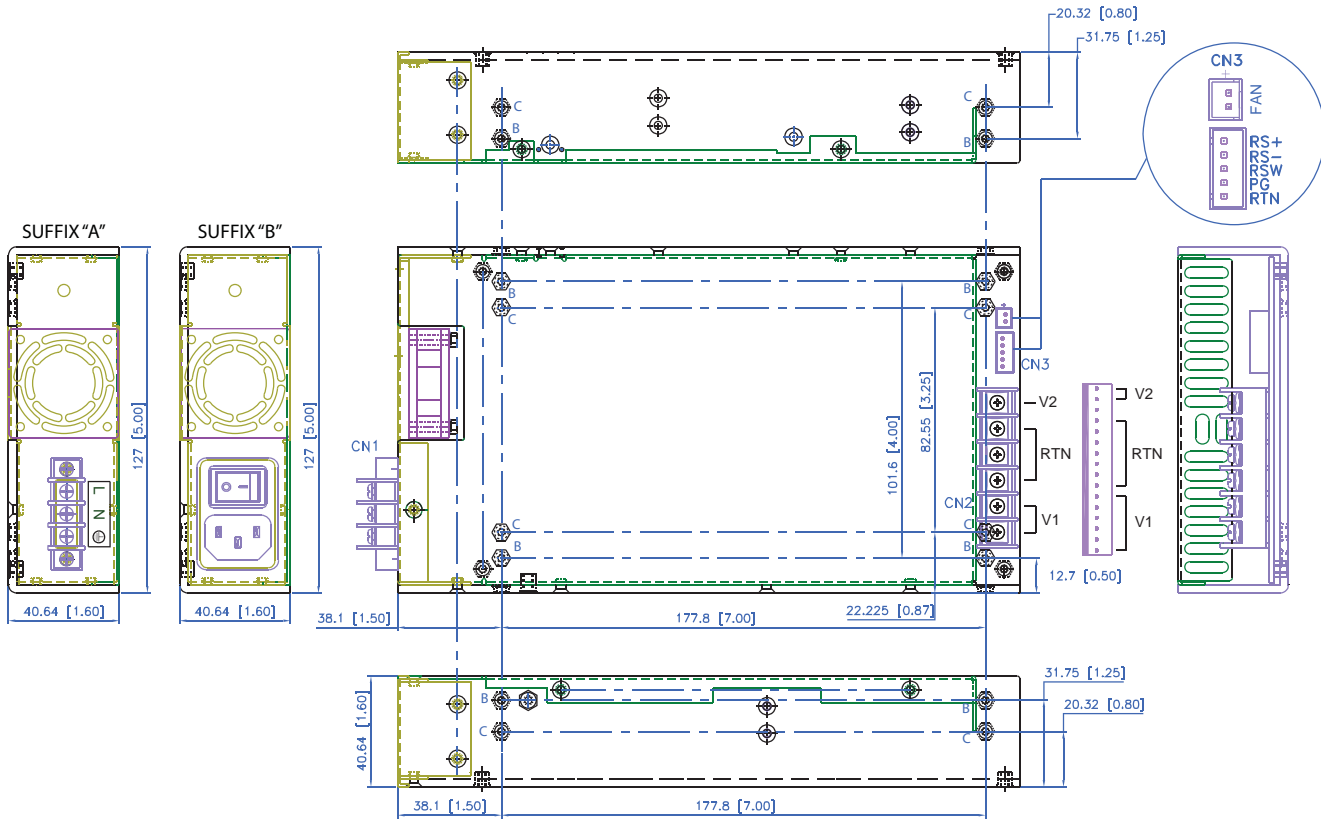 20.32 [0.80]
31.75 [1.25]
CN3
+
FAN
RS+
RS-
RSW
PG
RTN
C
B
C
B
SUFFIX "A"
SUFFIX "B"
127 [5.00]
127 [5.00]
L
N
40.64 [1.60]
40.64 [1.60]
CN1
B
C
B
C
+
CN3
V2
RTN
CN2
V1
V2
RTN
V1
101.6 [4.00]
82.55 [3.25]
C
B
C
B
12.7 [0.50]
22.225 [0.87]
38.1 [1.50]
177.8 [7.00]
31.75 [1.25]
20.32 [0.80]
B
C
B
C
40.64 [1.60]
38.1 [1.50]
177.8 [7.00]